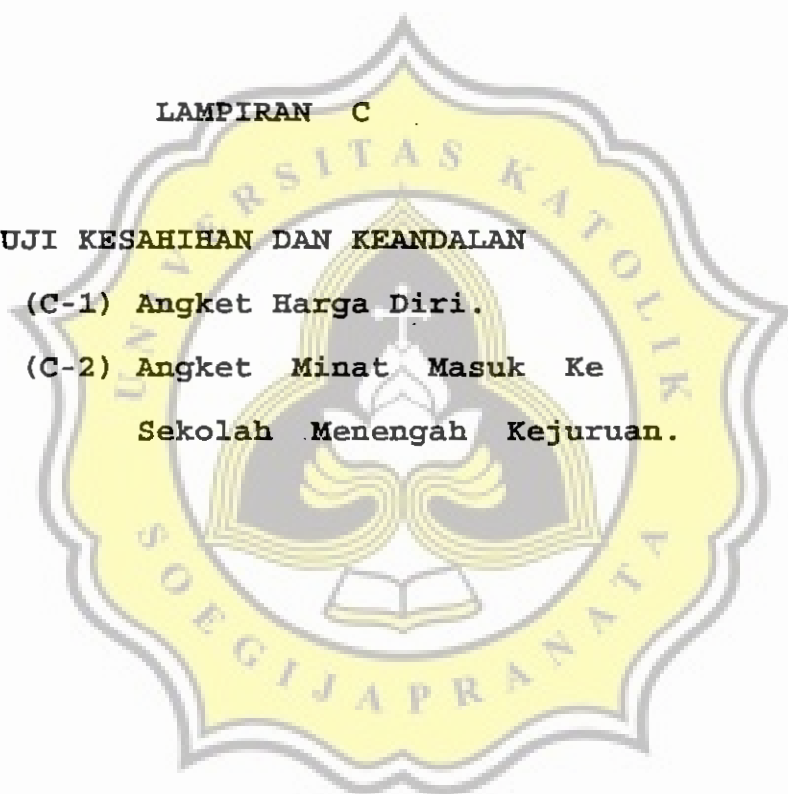 LAMPIRAN C
UJI KESAHIHAN DAN KEANDALAN
(C-1) Angket Harga Diri.
(C-2) Angket Minat Masuk Ke
Sekolah Menengah Kejuruan.
UNIVERSITAS KATOLIK
SOEGIJAPRANATA